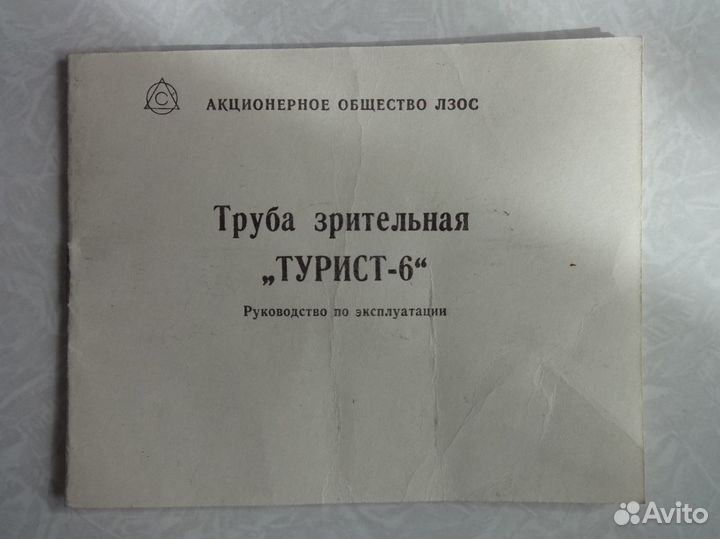 АКЦИОНЕРНОЕ ОБЩЕСТВО ЛЗОС
Труба зрительная
„ТУРИСТ-6“
Руководство по эксплуатации
Avito